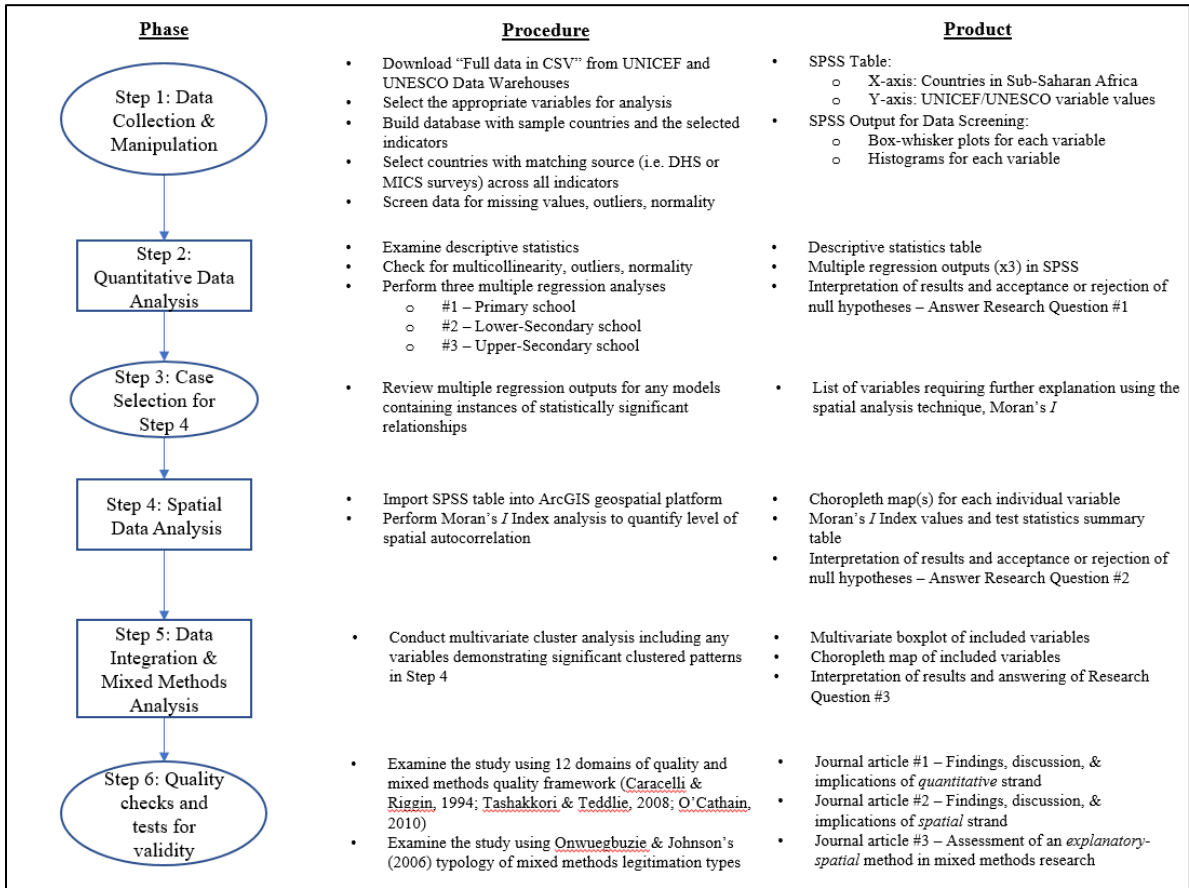 Phase
Procedure
Product
Step 1: Data
Collection &
Manipulation
• Download “Full data in CSV” from UNICEF and
UNESCO Data Warehouses
• Select the appropriate variables for analysis
• Build database with sample countries and the selected
indicators
• Select countries with matching source (i.e. DHS or
MICS surveys) across all indicators
• Screen data for missing values, outliers, normality
• SPSS Table:
o X-axis: Countries in Sub-Saharan Africa
o Y-axis: UNICEF/UNESCO variable values
• SPSS Output for Data Screening:
o Box-whisker plots for each variable
o Histograms for each variable
Step 2:
Quantitative Data
Analysis
• Examine descriptive statistics
• Check for multicollinearity, outliers, normality
• Perform three multiple regression analyses
o #1 – Primary school
o #2 – Lower-Secondary school
o #3 – Upper-Secondary school
• Descriptive statistics table
• Multiple regression outputs (x3) in SPSS
• Interpretation of results and acceptance or rejection of
null hypotheses – Answer Research Question #1
Step 3: Case
Selection for
Step 4
• Review multiple regression outputs for any models
containing instances of statistically significant
relationships
• List of variables requiring further explanation using the
spatial analysis technique, Moran’s I
Step 4: Spatial
Data Analysis
• Import SPSS table into ArcGIS geospatial platform
• Perform Moran’s I Index analysis to quantify level of
spatial autocorrelation
• Choropleth map(s) for each individual variable
• Moran’s I Index values and test statistics summary
table
• Interpretation of results and acceptance or rejection of
null hypotheses – Answer Research Question #2
Step 5: Data
Integration &
Mixed Methods
Analysis
• Conduct multivariate cluster analysis including any
variables demonstrating significant clustered patterns
in Step 4
• Multivariate boxplot of included variables
• Choropleth map of included variables
• Interpretation of results and answering of Research
Question #3
Step 6: Quality
checks and
tests for
validity
• Examine the study using 12 domains of quality and
mixed methods quality framework (Caracelli &
Riggin, 1994; Tashakkori & Teddlie, 2008; O’Cathain,
2010)
• Examine the study using Onwuegbuzie & Johnson’s
(2006) typology of mixed methods legitimation types
• Journal article #1 – Findings, discussion, &
implications of quantitative strand
• Journal article #2 – Findings, discussion, &
implications of spatial strand
• Journal article #3 – Assessment of an explanatory-
spatial method in mixed methods research